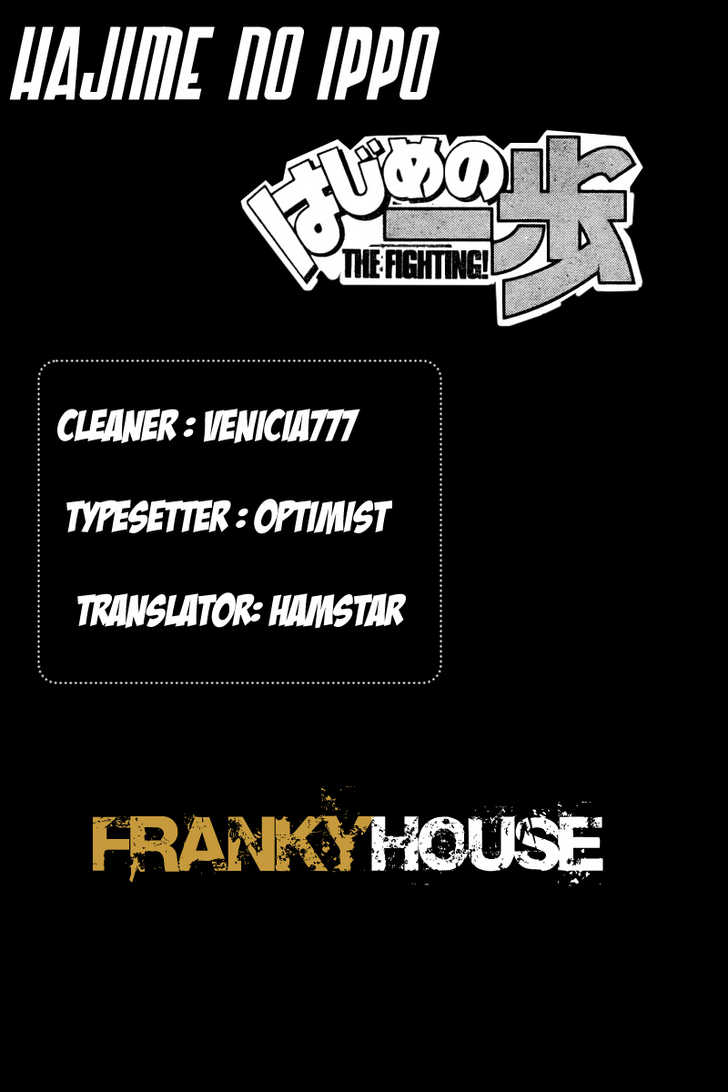 HAJIME NO IPPO
はじめの一歩
THE FIGHTING!
CLEANER : VENICIA777
TYPESETTER : OPTIMIST
TRANSLATOR: HAMSTAR
FRANKYHOUSE